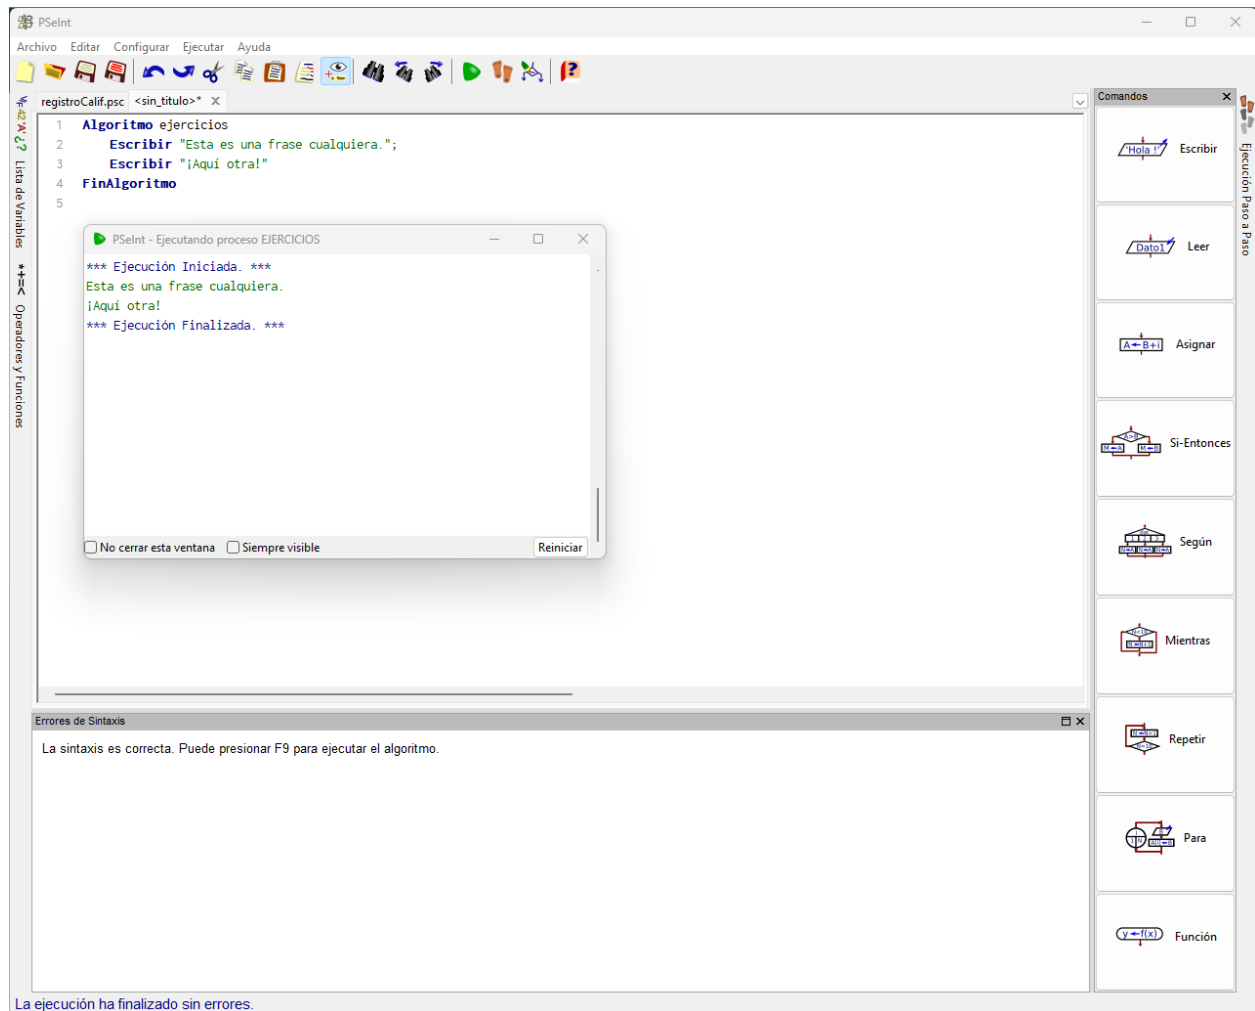 PSeInt
Archivo Editar Configurar Ejecutar Ayuda
registroCalif.psc <sin_titulo>* X
1 Algoritmo ejercicios
2 Escribir "Esta es una frase cualquiera.";
3 Escribir "¡Aquí otra!"
4 FinAlgoritmo
5
PSeInt - Ejecutando proceso EJERCICIOS
*** Ejecución Iniciada. ***
Esta es una frase cualquiera.
¡Aquí otra!
*** Ejecución Finalizada. ***
No cerrar esta ventana Siempre visible Reiniciar
Errores de Sintaxis
La sintaxis es correcta. Puede presionar F9 para ejecutar el algoritmo.
La ejecución ha finalizado sin errores.
42 'A' ¿? Lista de Variables
*+=< Operadores y Funciones
Comandos
'Hola !' Escribir
Dato1 Leer
A←B+i Asignar
A>B Si-Entonces
Según
Mientras
Repetir
Para
y←f(x) Función
Ejecución Paso a Paso